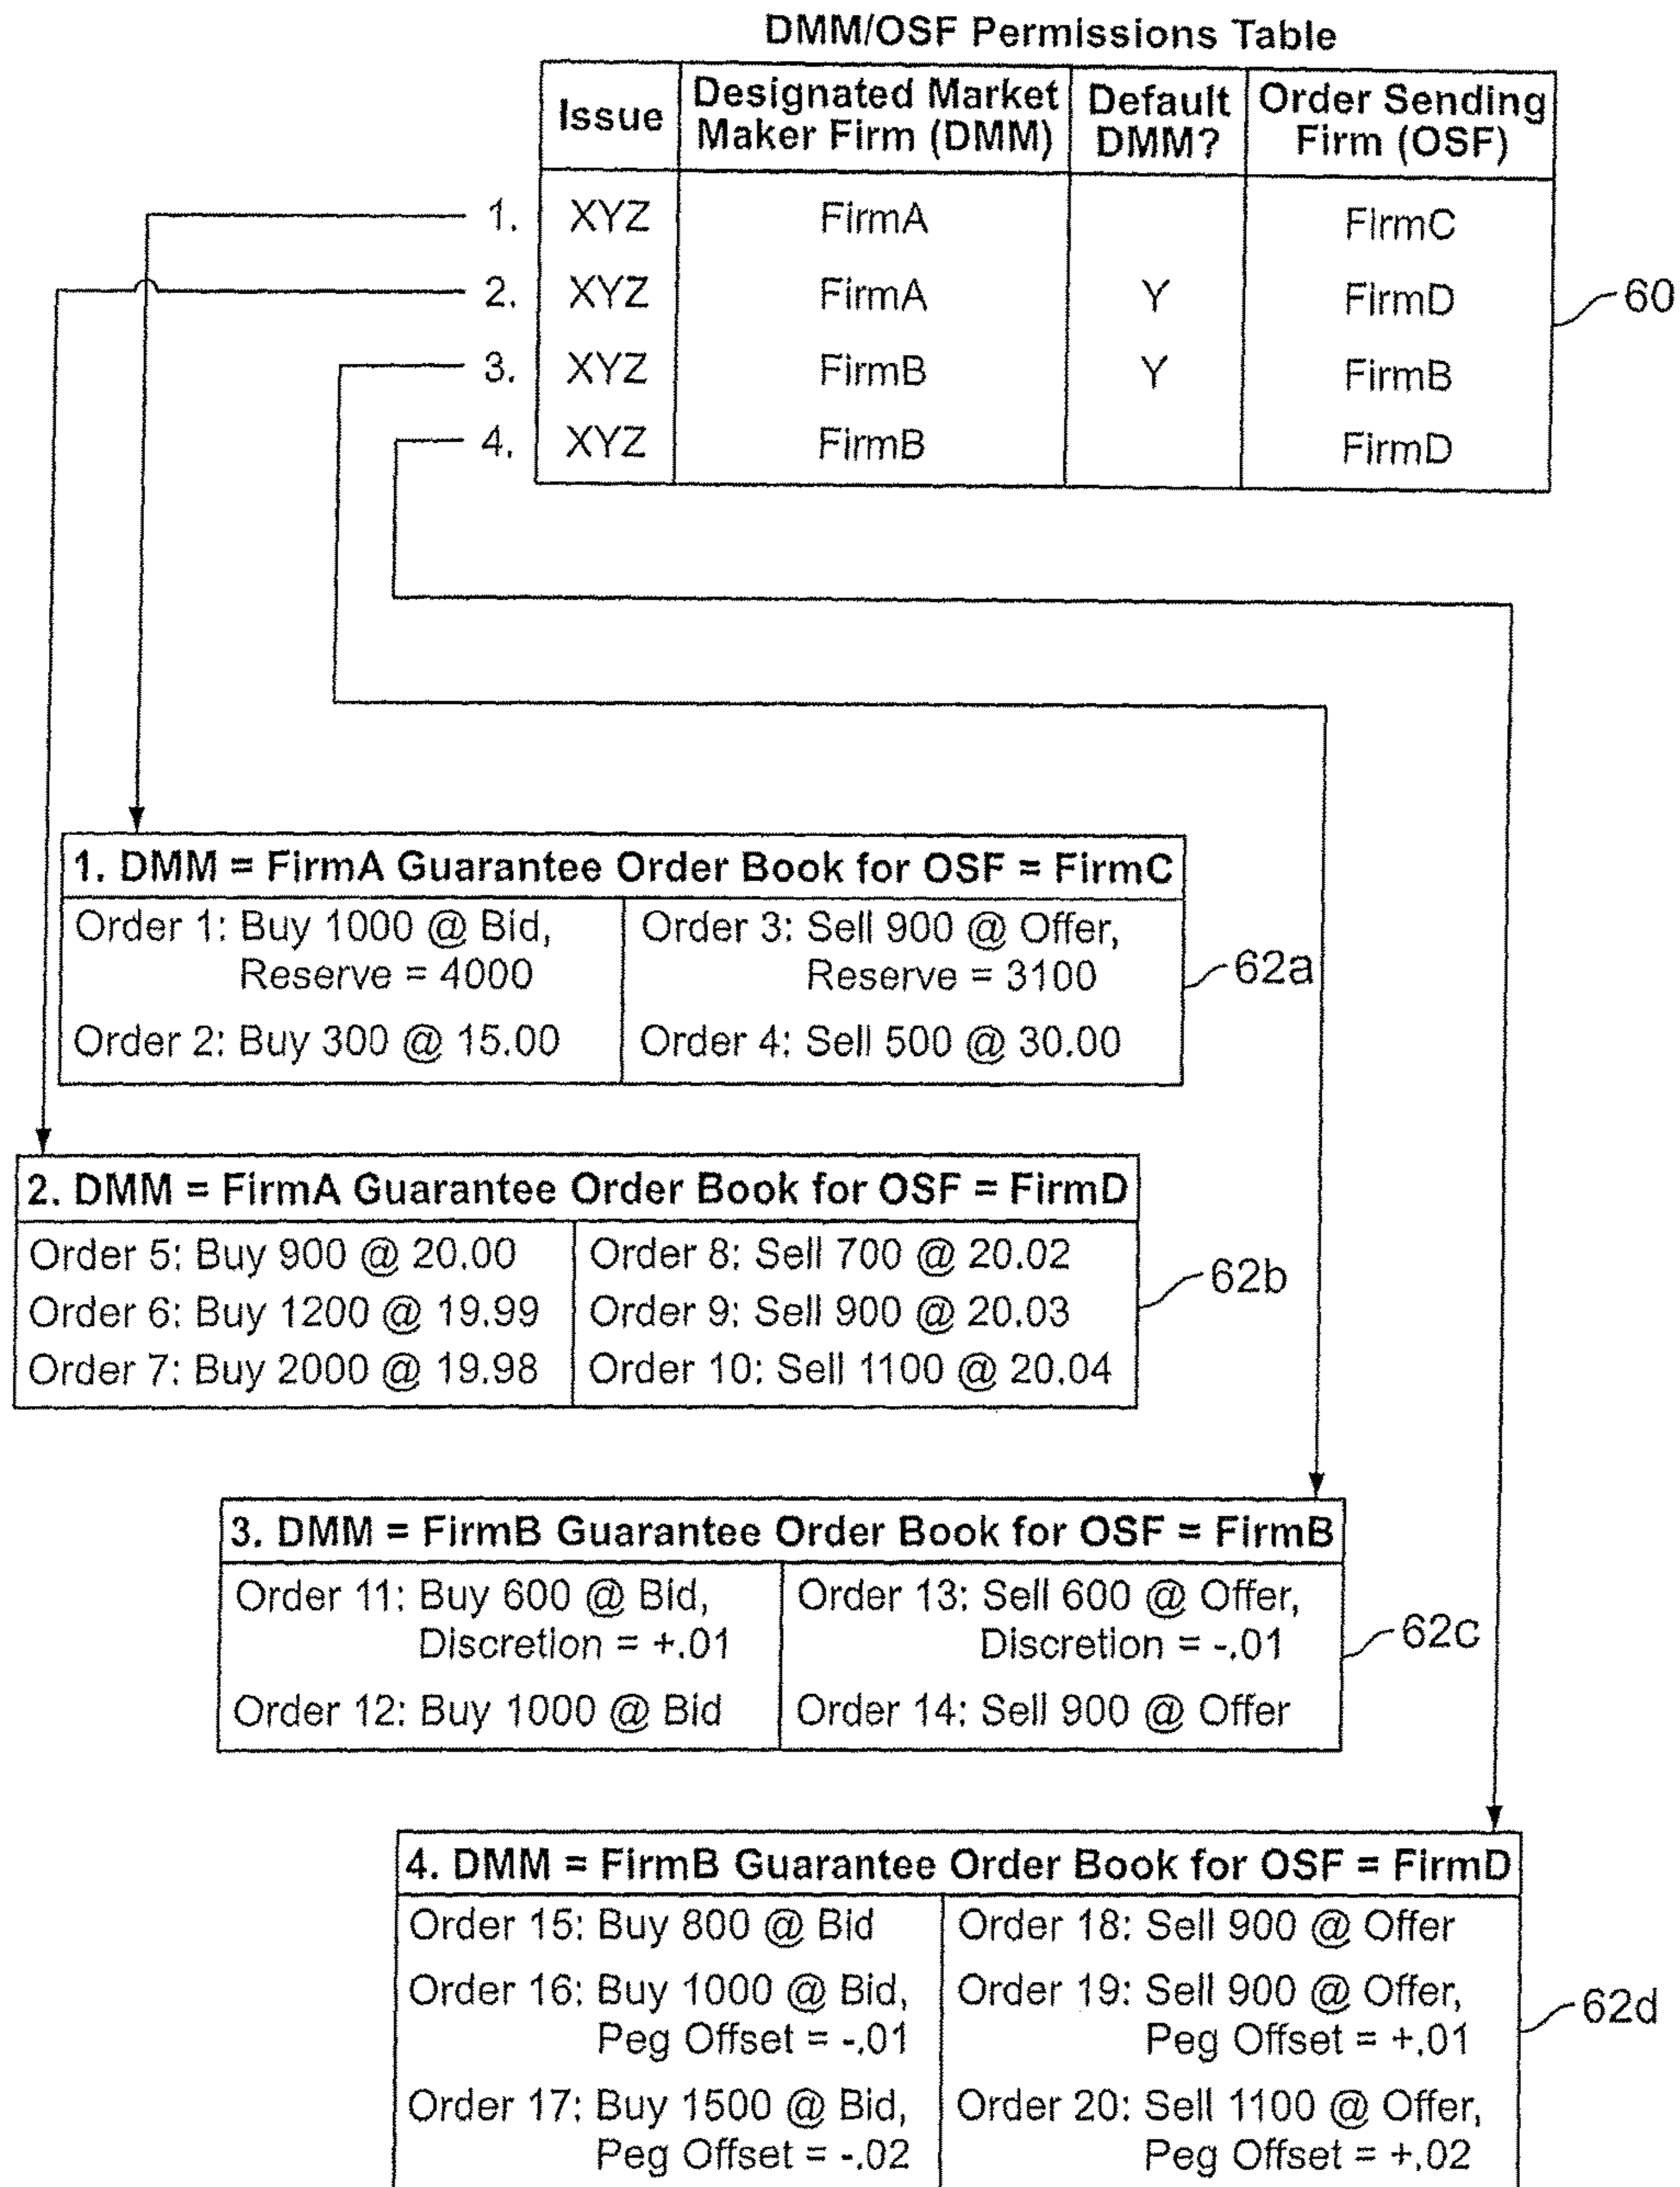 DMM/OSF Permissions Table
Issue
Designated Market
Maker Firm (DMM)
Default
DMM?
Order Sending
Firm (OSF)
1. XYZ FirmA FirmC
2. XYZ FirmA Y FirmD
3. XYZ FirmB Y FirmB
4. XYZ FirmB FirmD
60
1. DMM = FirmA Guarantee Order Book for OSF = FirmC
Order 1: Buy 1000 @ Bid,
Reserve = 4000
Order 2: Buy 300 @ 15.00
Order 3: Sell 900 @ Offer,
Reserve = 3100
Order 4: Sell 500 @ 30.00
62a
2. DMM = FirmA Guarantee Order Book for OSF = FirmD
Order 5: Buy 900 @ 20.00
Order 6: Buy 1200 @ 19.99
Order 7: Buy 2000 @ 19.98
Order 8: Sell 700 @ 20.02
Order 9: Sell 900 @ 20.03
Order 10: Sell 1100 @ 20.04
62b
3. DMM = FirmB Guarantee Order Book for OSF = FirmB
Order 11: Buy 600 @ Bid,
Discretion = +.01
Order 12: Buy 1000 @ Bid
Order 13: Sell 600 @ Offer,
Discretion = -.01
Order 14: Sell 900 @ Offer
62c
4. DMM = FirmB Guarantee Order Book for OSF = FirmD
Order 15: Buy 800 @ Bid
Order 16: Buy 1000 @ Bid,
Peg Offset = -.01
Order 17: Buy 1500 @ Bid,
Peg Offset = -.02
Order 18: Sell 900 @ Offer
Order 19: Sell 900 @ Offer,
Peg Offset = +.01
Order 20: Sell 1100 @ Offer,
Peg Offset = +.02
62d